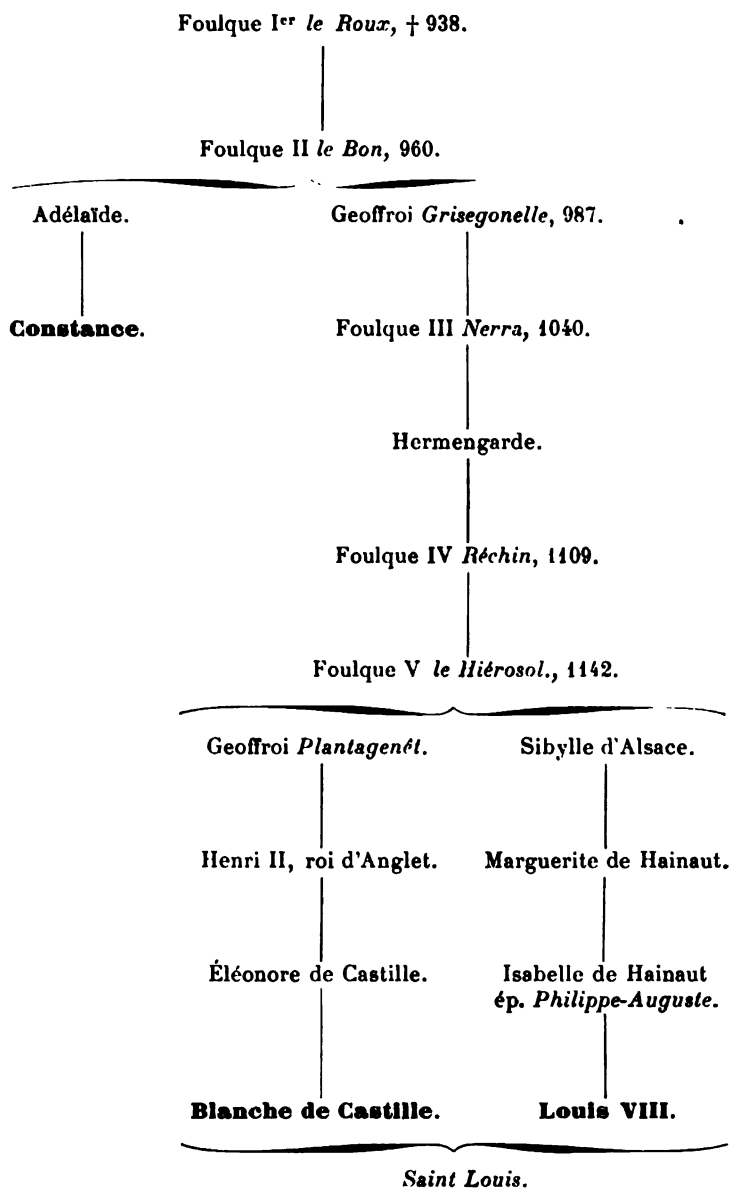 Foulque Iᵉʳ le Roux, † 938.
Foulque II le Bon, 960.
Adélaïde.
Geoffroi Grisegonelle, 987.
Constance.
Foulque III Nerra, 1040.
Hermengarde.
Foulque IV Réchin, 1109.
Foulque V le Hiérosol., 1142.
Geoffroi Plantagenêt.
Sibylle d'Alsace.
Henri II, roi d'Anglet.
Marguerite de Hainaut.
Éléonore de Castille.
Isabelle de Hainaut
ép. Philippe-Auguste.
Blanche de Castille.
Louis VIII.
Saint Louis.